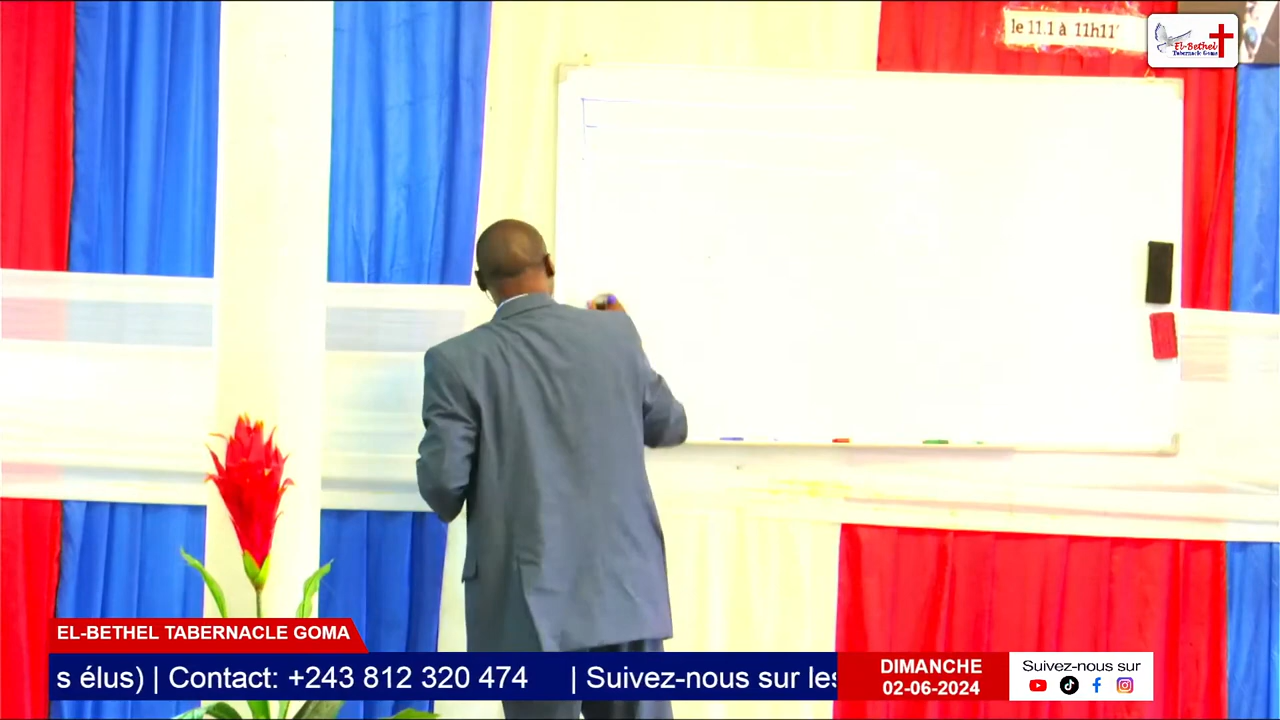 le 11.1 à 11h11'
El-Bethel
Tabernacle Goma
EL-BETHEL TABERNACLE GOMA
s élus) | Contact: +243 812 320 474 | Suivez-nous sur les
DIMANCHE
02-06-2024
Suivez-nous sur